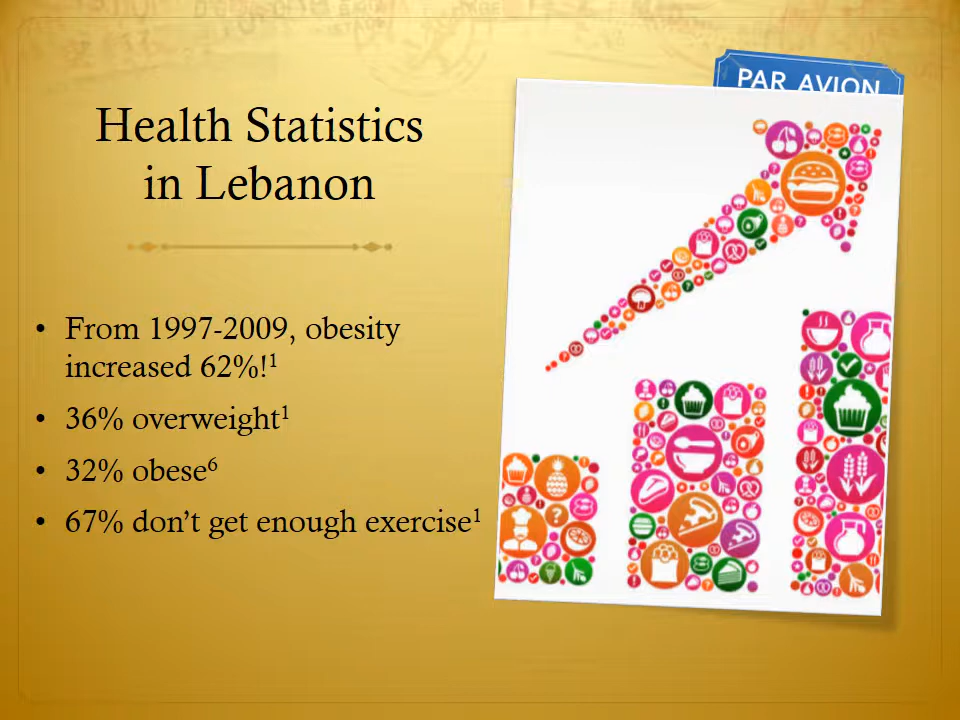 PAR AVION
Health Statistics
in Lebanon
• From 1997-2009, obesity
increased 62%!¹
• 36% overweight¹
• 32% obese⁶
• 67% don’t get enough exercise¹